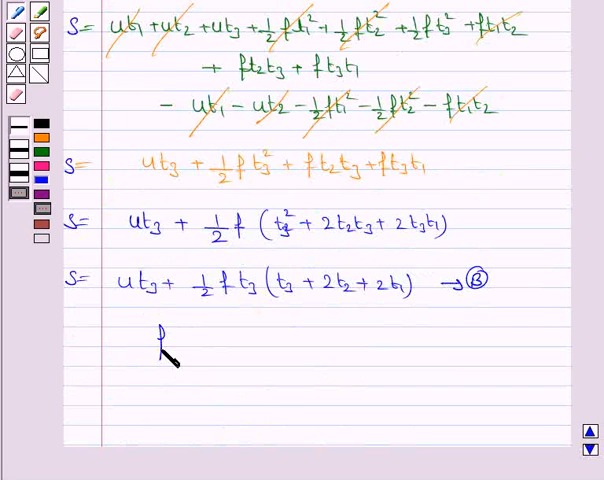 S = ut₁ + ut₂ + ut₃ + ½ft₁² + ½ft₂² + ½ft₃² + ft₁t₂
+ ft₂t₃ + ft₃t₁
- ut₁ - ut₂ - ½ft₁² - ½ft₂² - ft₁t₂
S = ut₃ + ½ft₃² + ft₂t₃ + ft₃t₁
S = ut₃ + ½f (t₃² + 2t₂t₃ + 2t₃t₁)
S = ut₃ + ½ft₃ (t₃ + 2t₂ + 2t₁) → Ⓑ
f